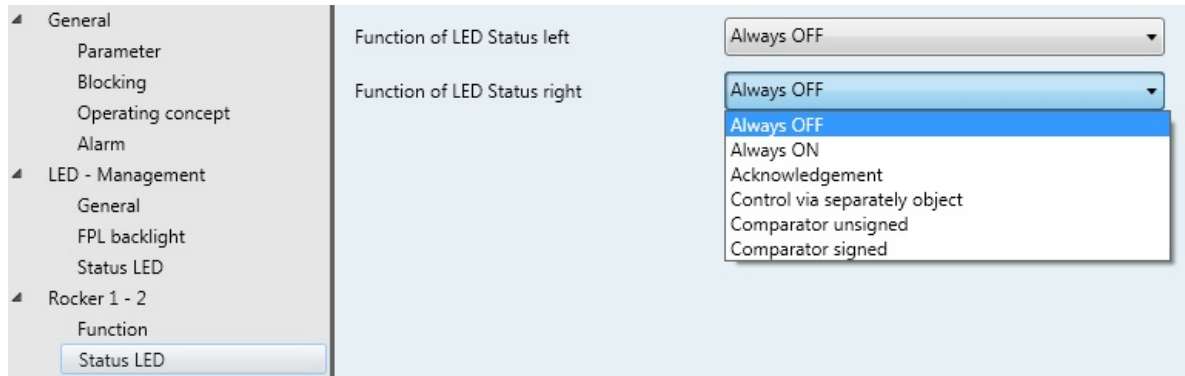 General
Parameter
Blocking
Operating concept
Alarm
LED - Management
General
FPL backlight
Status LED
Rocker 1 - 2
Function
Status LED
Function of LED Status left
Always OFF
Function of LED Status right
Always OFF
Always OFF
Always ON
Acknowledgement
Control via separately object
Comparator unsigned
Comparator signed